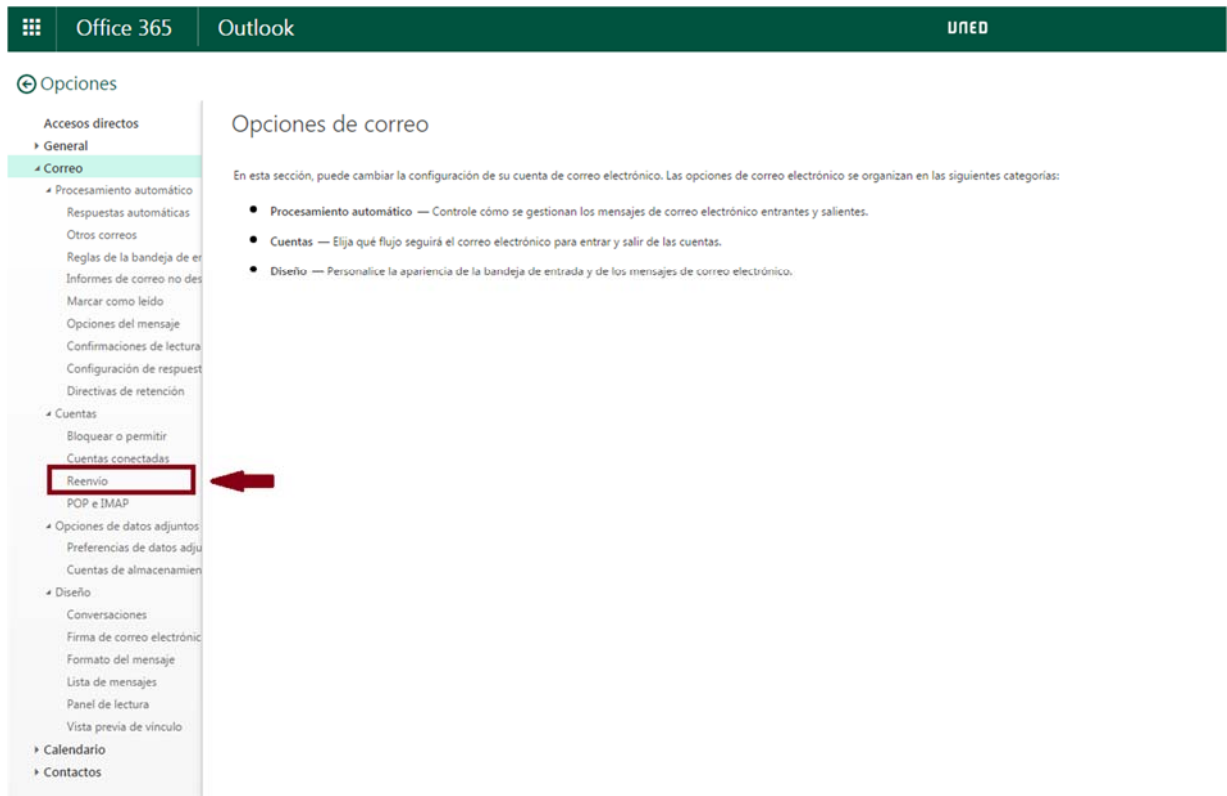 Office 365 Outlook UNED
Opciones
Accesos directos
General
Correo
Procesamiento automático
Respuestas automáticas
Otros correos
Reglas de la bandeja de er
Informes de correo no des
Marcar como leído
Opciones del mensaje
Confirmaciones de lectura
Configuración de respuest
Directivas de retención
Cuentas
Bloquear o permitir
Cuentas conectadas
Reenvío
POP e IMAP
Opciones de datos adjuntos
Preferencias de datos adju
Cuentas de almacenamien
Diseño
Conversaciones
Firma de correo electrónic
Formato del mensaje
Lista de mensajes
Panel de lectura
Vista previa de vínculo
Calendario
Contactos
Opciones de correo
En esta sección, puede cambiar la configuración de su cuenta de correo electrónico. Las opciones de correo electrónico se organizan en las siguientes categorías:
• Procesamiento automático — Controle cómo se gestionan los mensajes de correo electrónico entrantes y salientes.
• Cuentas — Elija qué flujo seguirá el correo electrónico para entrar y salir de las cuentas.
• Diseño — Personalice la apariencia de la bandeja de entrada y de los mensajes de correo electrónico.